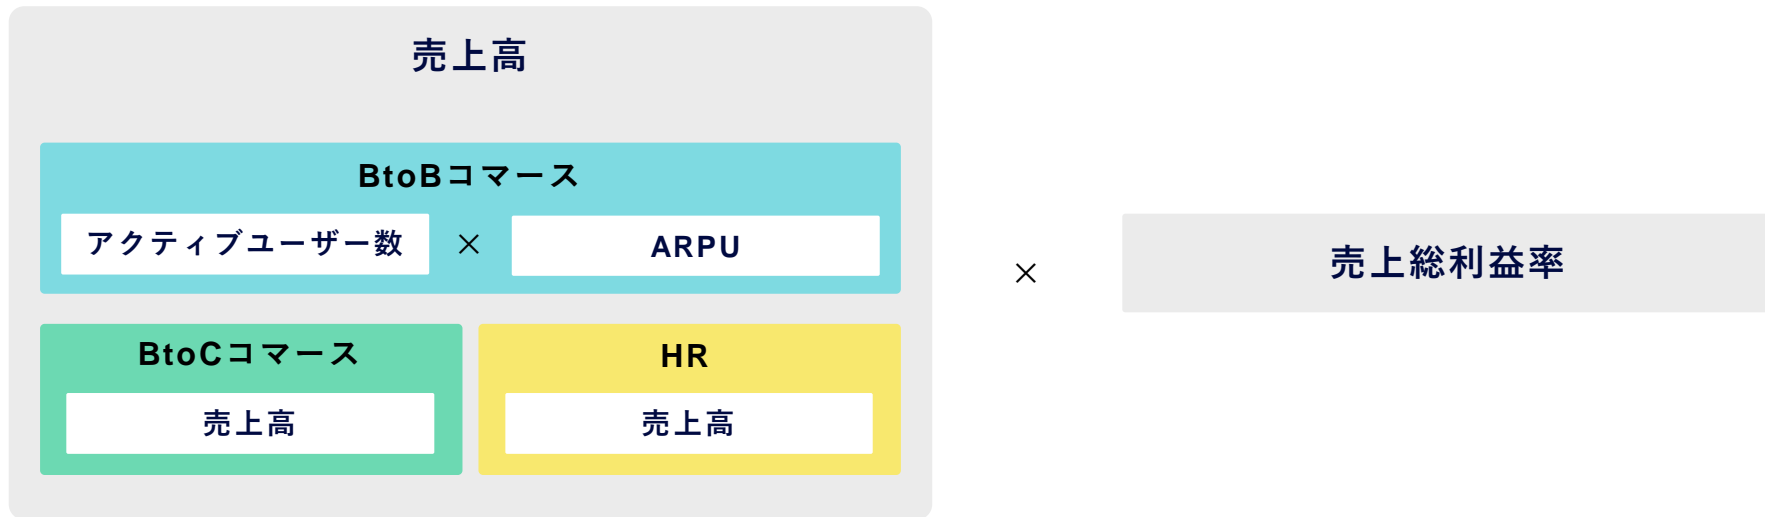 売上高
BtoBコマース
アクティブユーザー数 × ARPU
BtoCコマース
売上高
HR
売上高
×
売上総利益率